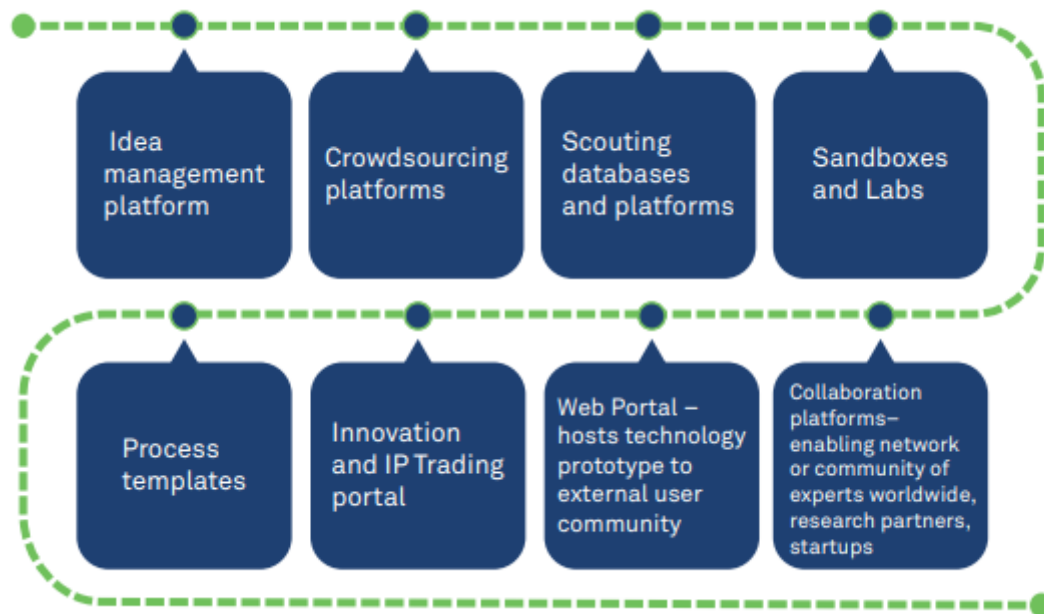 Idea
management
platform
Crowdsourcing
platforms
Scouting
databases
and platforms
Sandboxes
and Labs
Process
templates
Innovation
and IP Trading
portal
Web Portal –
hosts technology
prototype to
external user
community
Collaboration
platforms–
enabling network
or community of
experts worldwide,
research partners,
startups